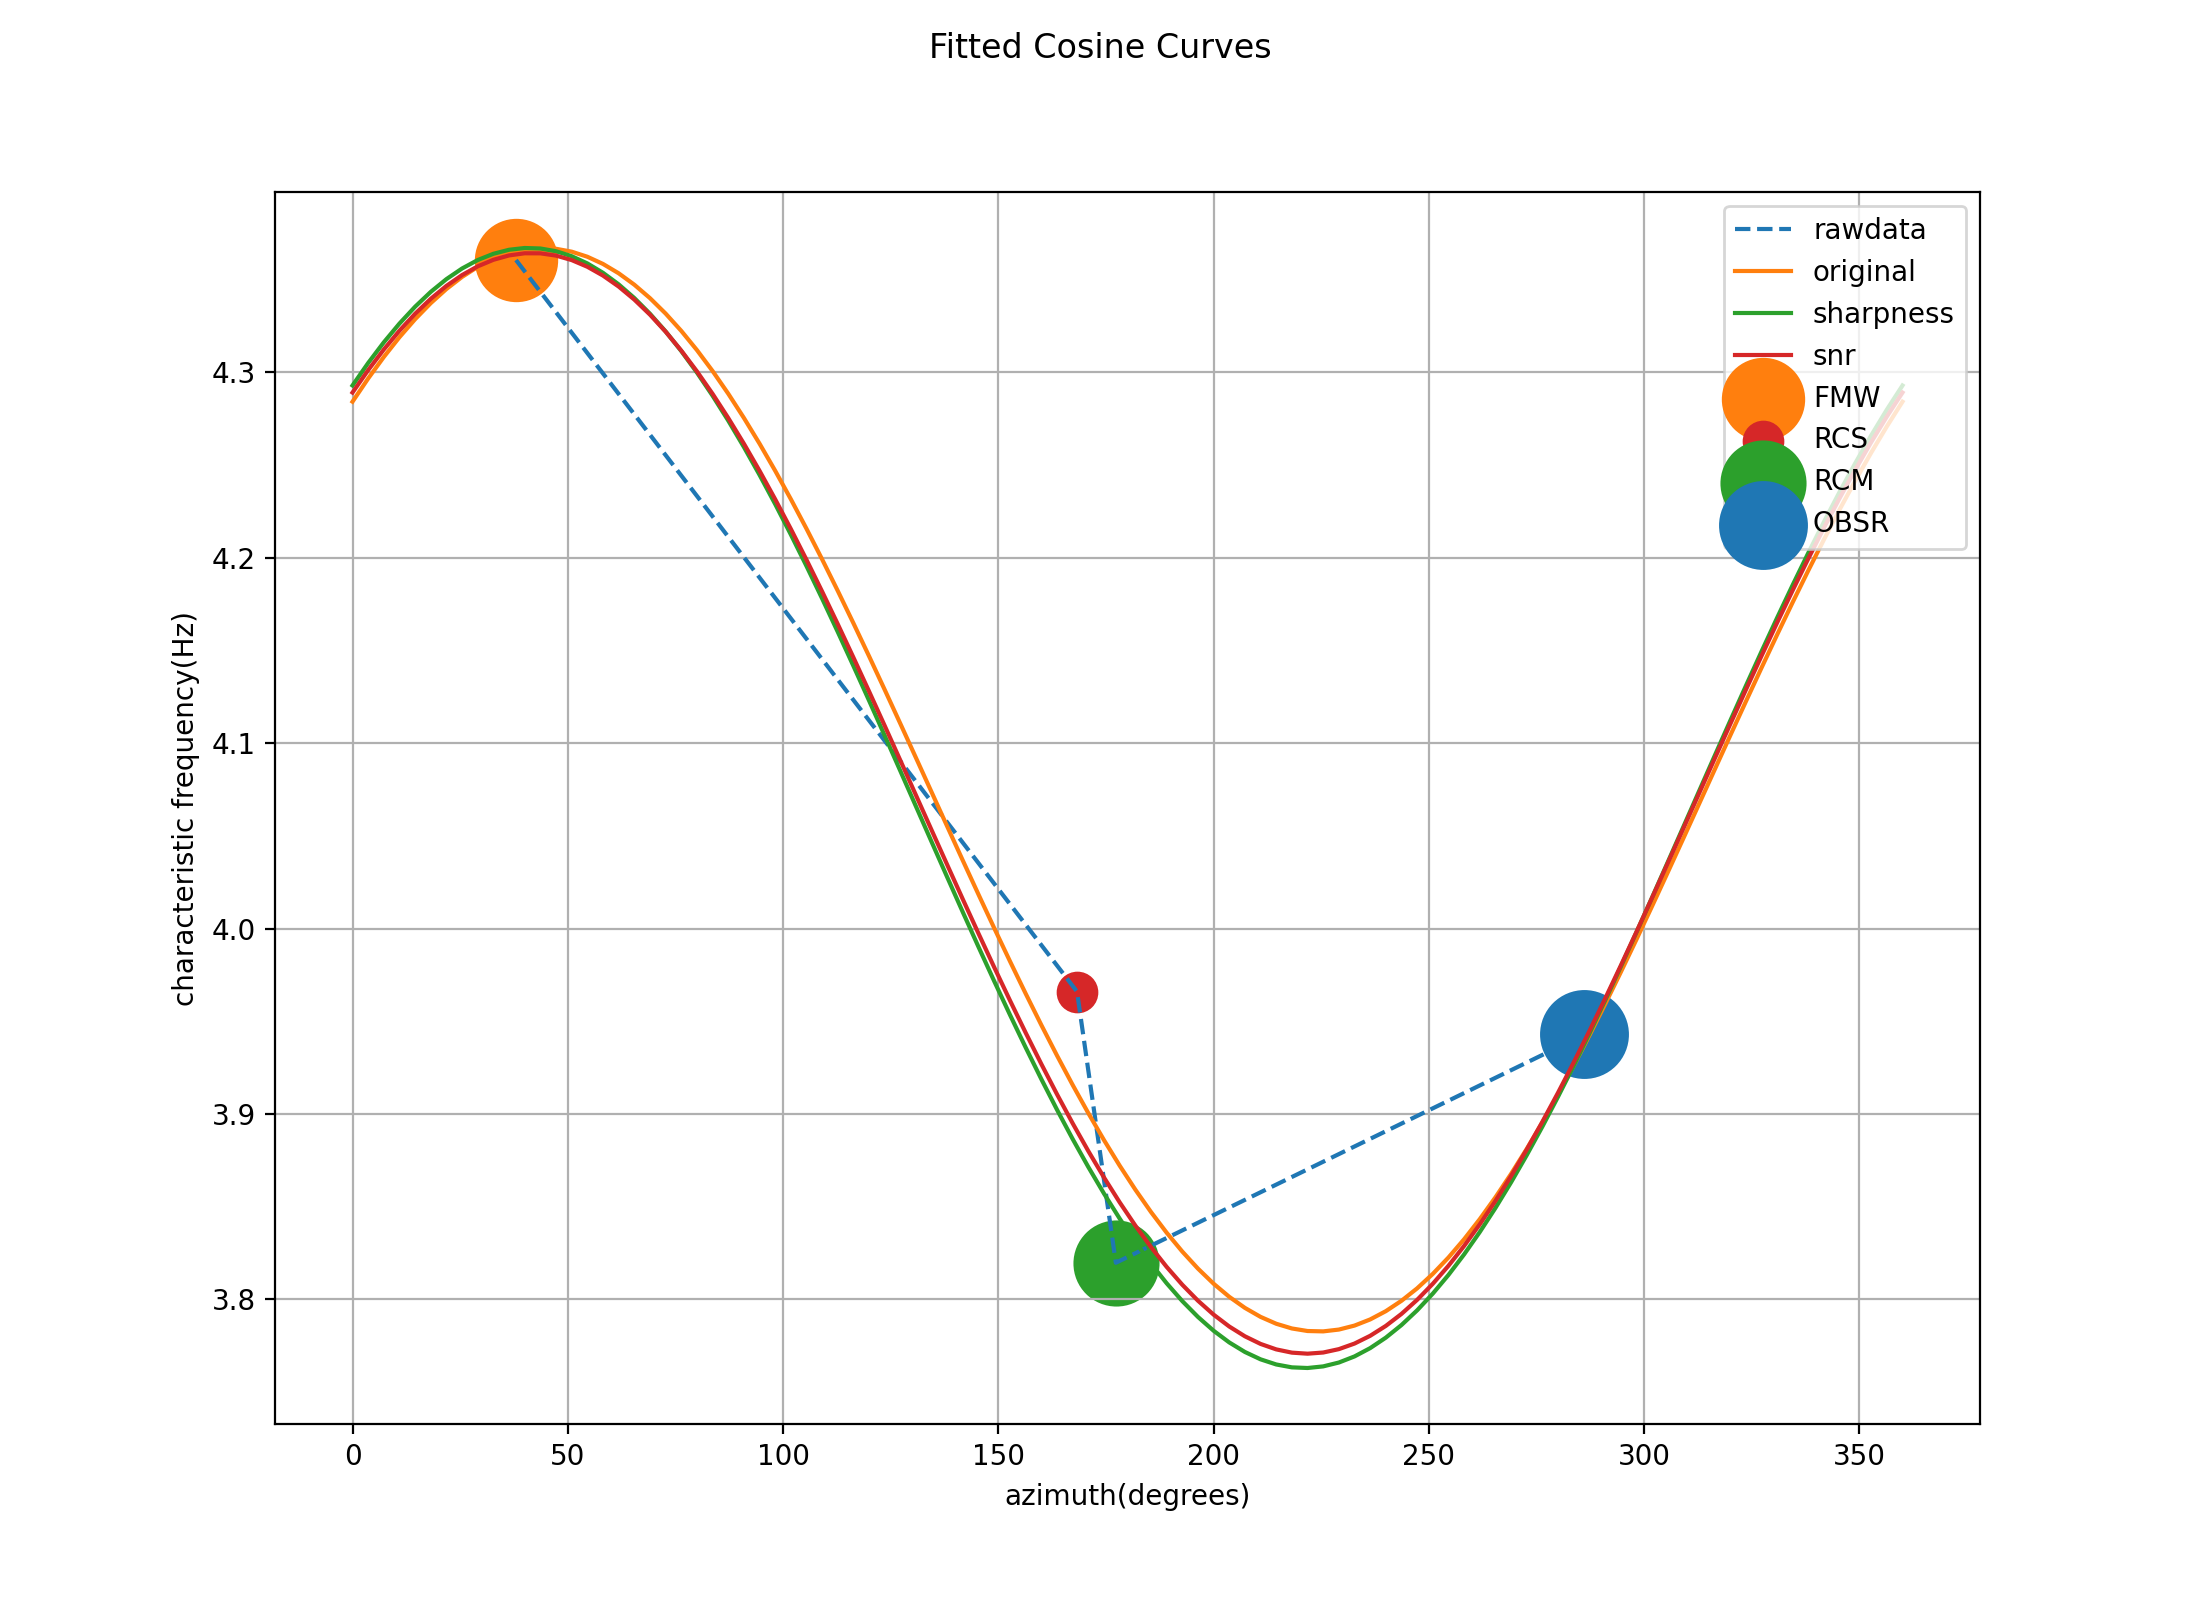 Fitted Cosine Curves
rawdata
original
sharpness
snr
FMW
RCS
RCM
OBSR
characteristic frequency(Hz)
4.3
4.2
4.1
4.0
3.9
3.8
0 50 100 150 200 250 300 350
azimuth(degrees)